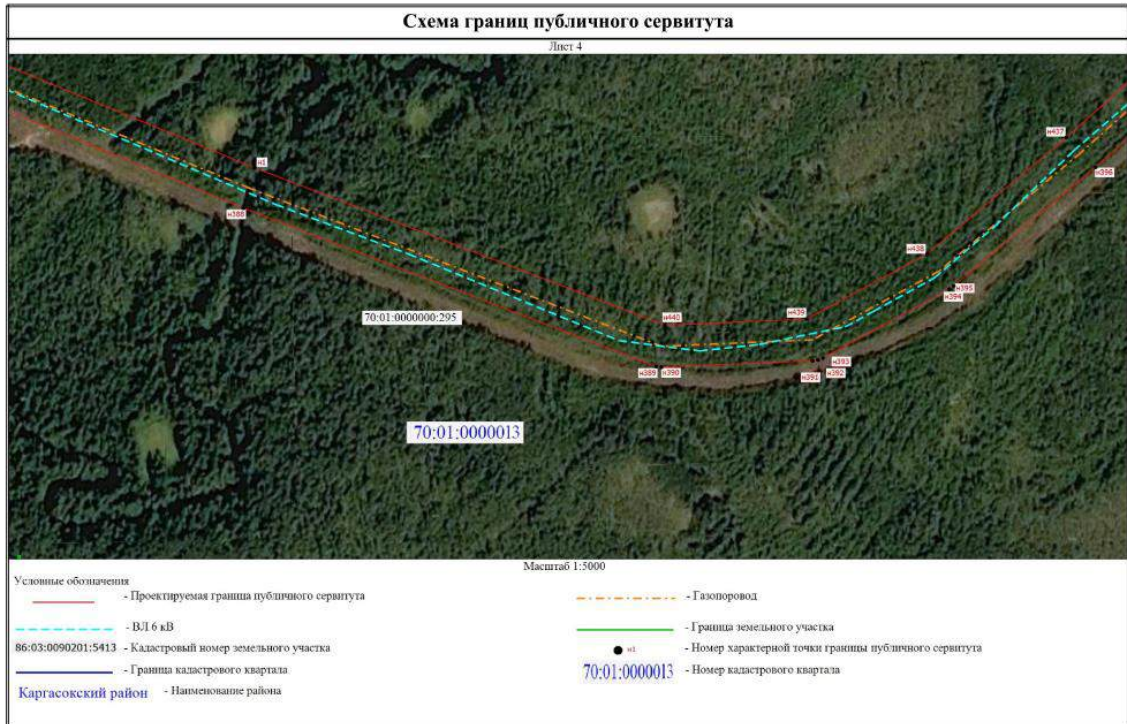 Схема границ публичного сервитута
Лист 4
н437
н396
н1
н388
н438
н395
н394
н440
н439
70:01:0000000:295
н393
н389
н390
н391
н392
70:01:0000013
Масштаб 1:5000
Условные обозначения
- Проектируемая граница публичного сервитута
- Газопоровод
- ВЛ 6 кВ
- Граница земельного участка
86:03:0090201:5413 - Кадастровый номер земельного участка
н1 - Номер характерной точки границы публичного сервитута
- Граница кадастрового квартала
70:01:0000013 - Номер кадастрового квартала
Каргасокский район - Наименование района